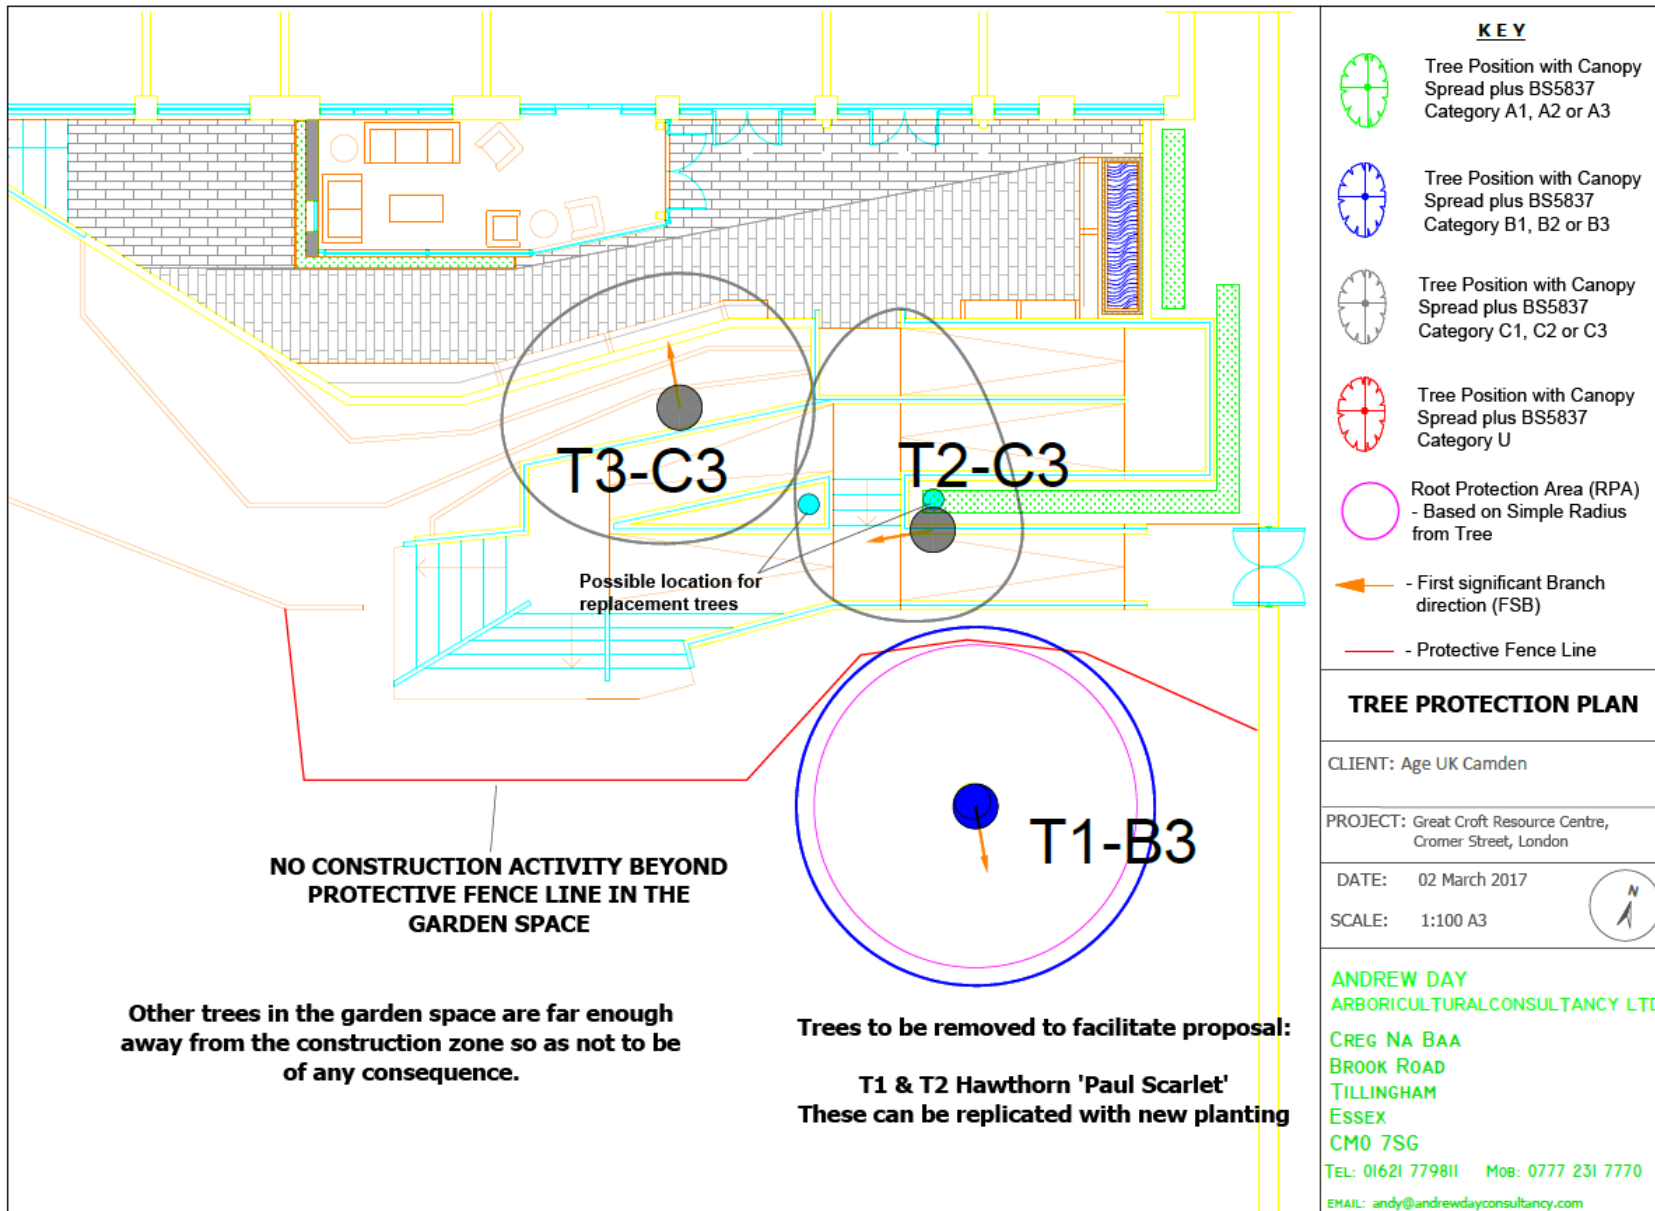 T3-C3
T2-C3
Possible location for
replacement trees
T1-B3
NO CONSTRUCTION ACTIVITY BEYOND
PROTECTIVE FENCE LINE IN THE
GARDEN SPACE
Other trees in the garden space are far enough
away from the construction zone so as not to be
of any consequence.
Trees to be removed to facilitate proposal:
T1 & T2 Hawthorn 'Paul Scarlet'
These can be replicated with new planting
KEY
Tree Position with Canopy
Spread plus BS5837
Category A1, A2 or A3
Tree Position with Canopy
Spread plus BS5837
Category B1, B2 or B3
Tree Position with Canopy
Spread plus BS5837
Category C1, C2 or C3
Tree Position with Canopy
Spread plus BS5837
Category U
Root Protection Area (RPA)
- Based on Simple Radius
from Tree
- First significant Branch
direction (FSB)
- Protective Fence Line
TREE PROTECTION PLAN
CLIENT: Age UK Camden
PROJECT: Great Croft Resource Centre,
Cromer Street, London
DATE: 02 March 2017
SCALE: 1:100 A3
N
ANDREW DAY
ARBORICULTURALCONSULTANCY LTD
CREG NA BAA
BROOK ROAD
TILLINGHAM
ESSEX
CM0 7SG
TEL: 01621 779811 MOB: 0777 231 7770
EMAIL: andy@andrewdayconsultancy.com